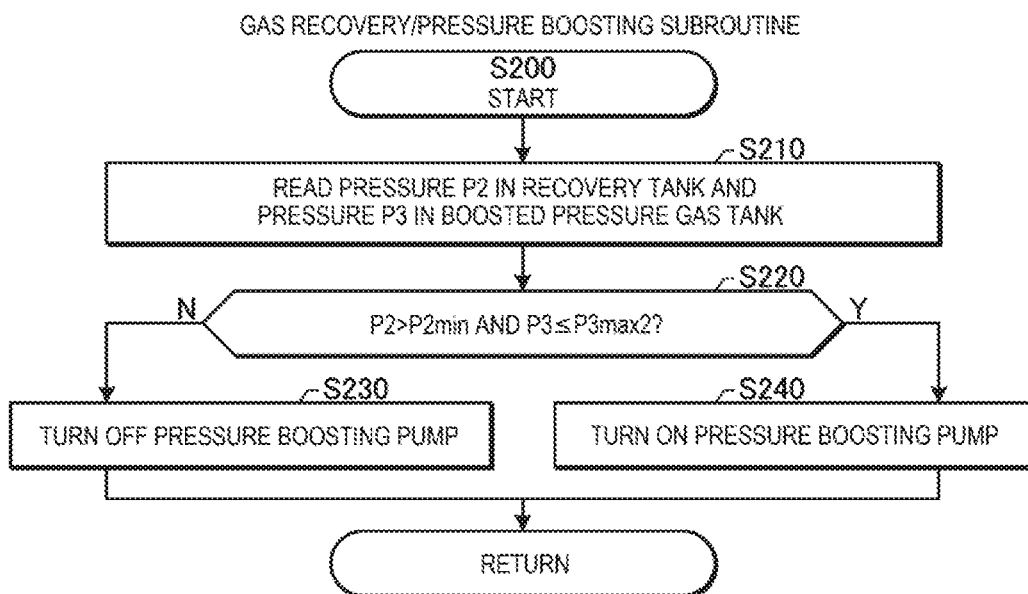 GAS RECOVERY/PRESSURE BOOSTING SUBROUTINE
S200
START
S210
READ PRESSURE P2 IN RECOVERY TANK AND
PRESSURE P3 IN BOOSTED PRESSURE GAS TANK
S220
N
P2>P2min AND P3≦P3max2?
Y
S230
TURN OFF PRESSURE BOOSTING PUMP
S240
TURN ON PRESSURE BOOSTING PUMP
RETURN